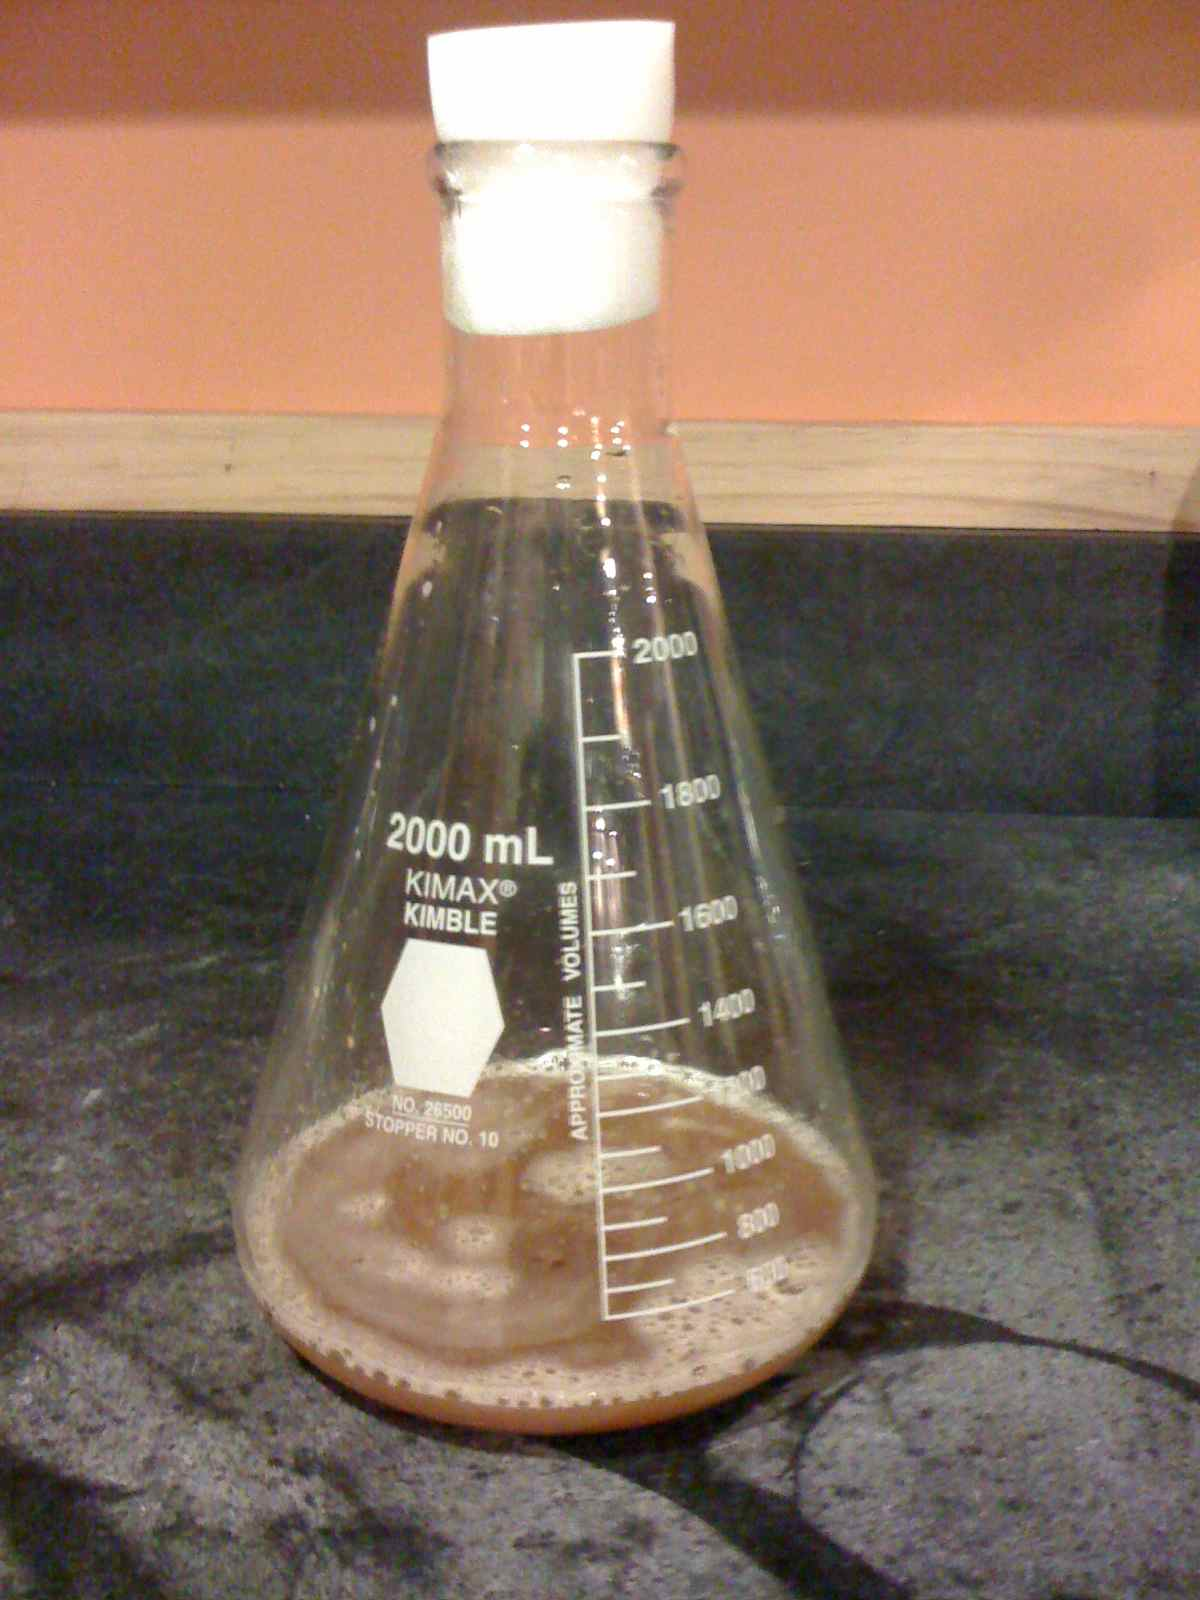 2000 mL
KIMAX®
KIMBLE
NO. 26500
STOPPER NO. 10
APPROXIMATE VOLUMES
2000
1800
1600
1400
1000
800